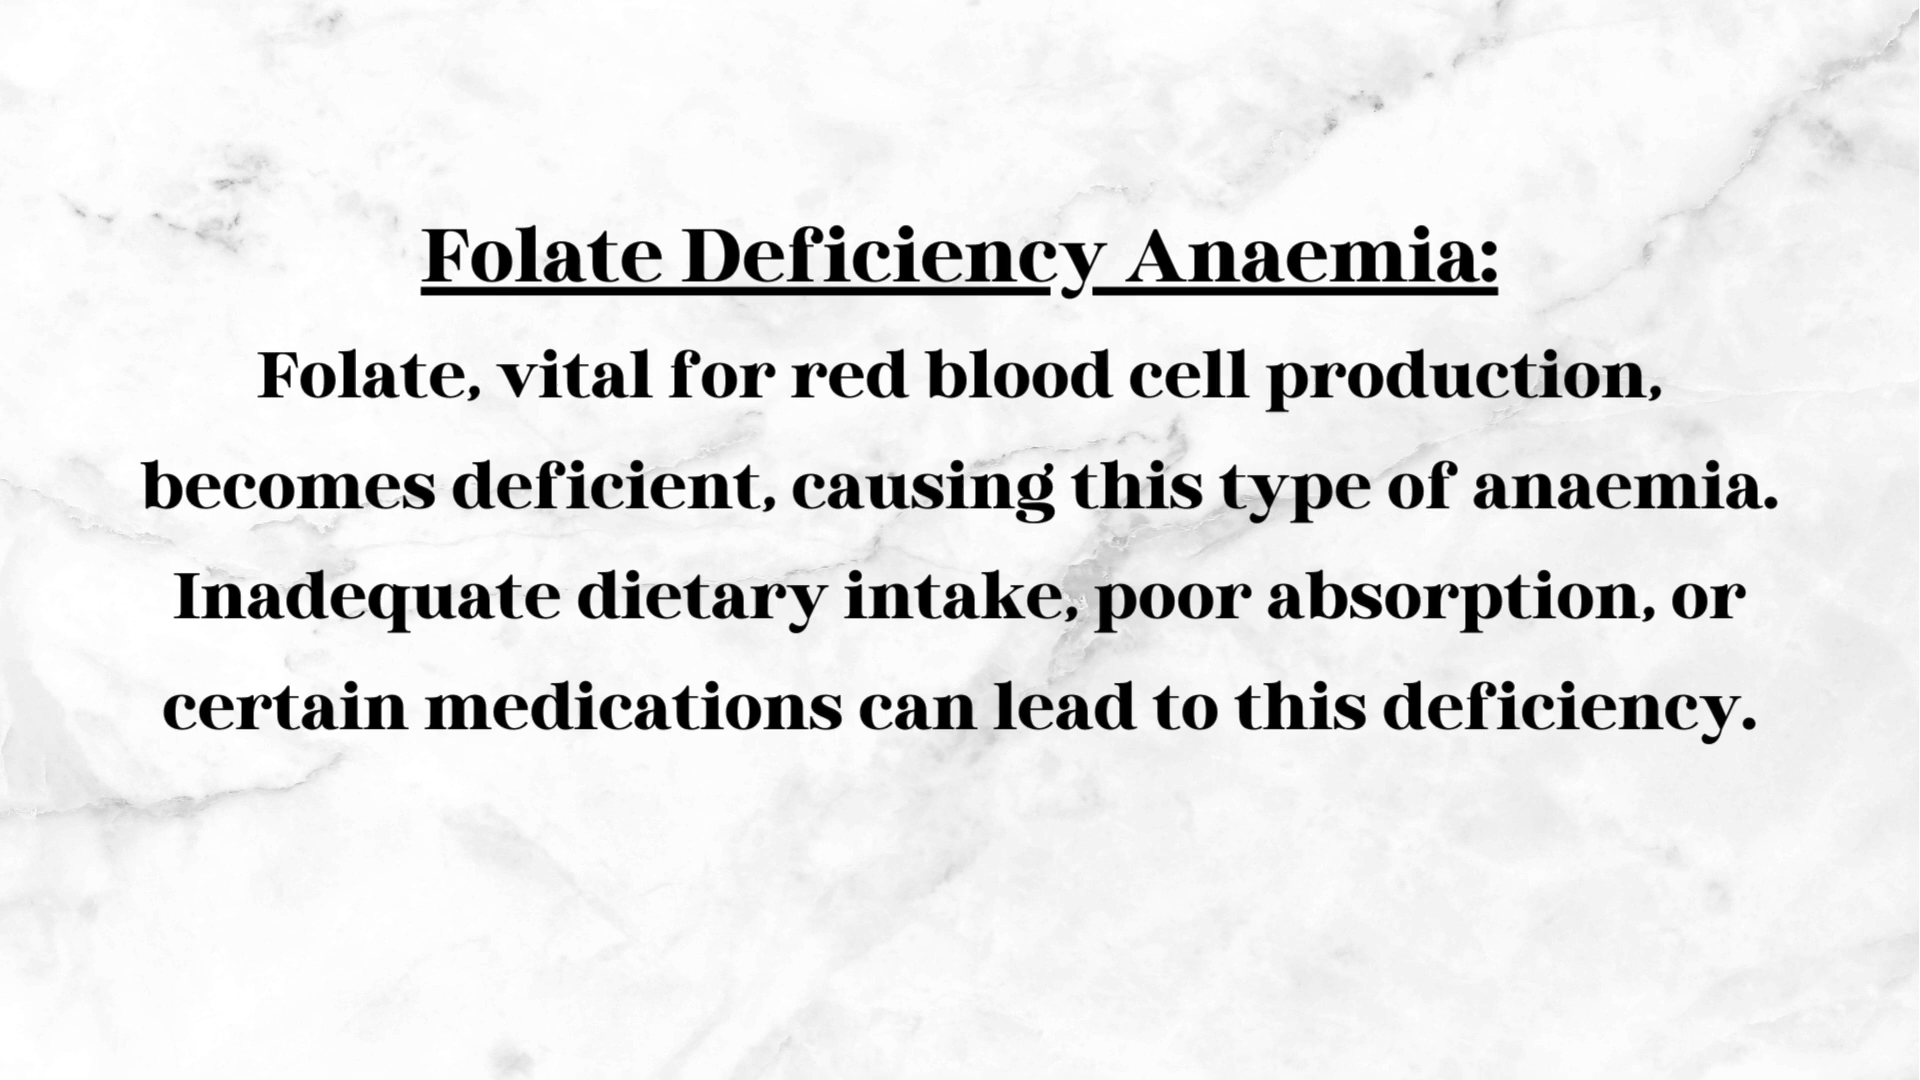 Folate Deficiency Anaemia:
Folate, vital for red blood cell production,
becomes deficient, causing this type of anaemia.
Inadequate dietary intake, poor absorption, or
certain medications can lead to this deficiency.